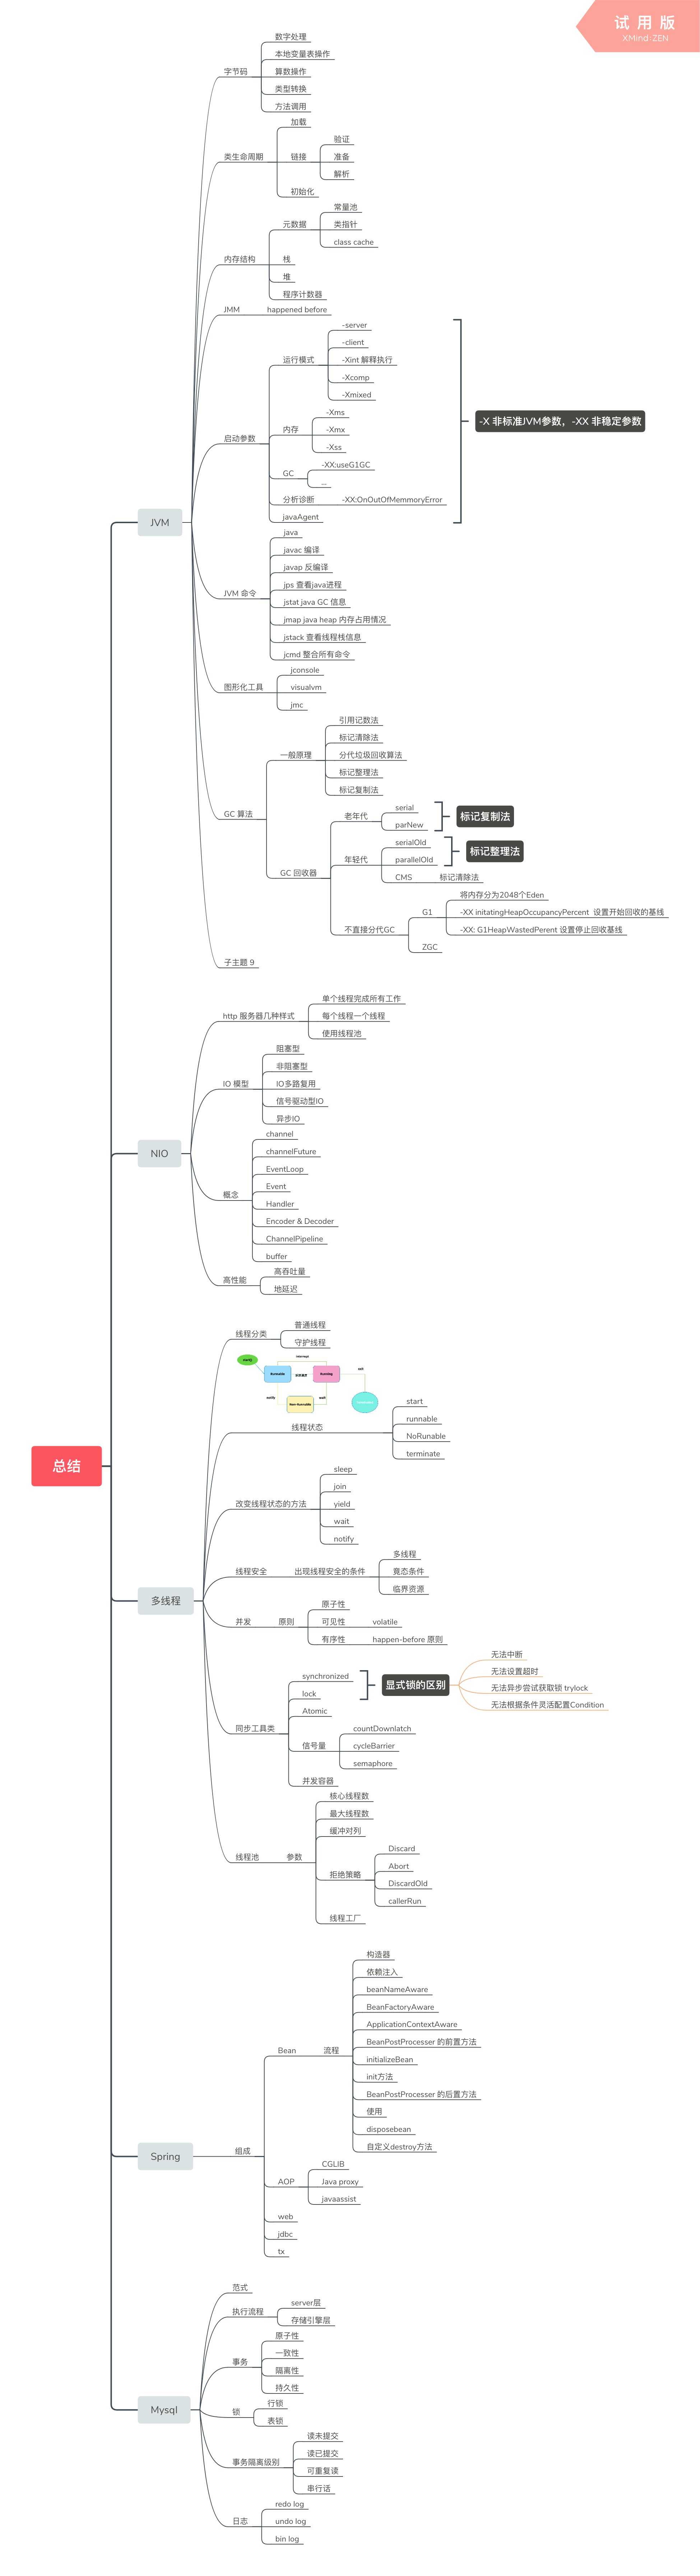 试 用 版
XMind-ZEN
总结
JVM
字节码
数字处理
本地变量表操作
算数操作
类型转换
方法调用
类生命周期
加载
链接
验证
准备
解析
初始化
内存结构
元数据
常量池
类指针
class cache
栈
堆
程序计数器
JMM
happened before
启动参数
运行模式
-server
-client
-Xint 解释执行
-Xcomp
-Xmixed
内存
-Xms
-Xmx
-Xss
GC
-XX:useG1GC
...
分析诊断
-XX:OnOutOfMemmoryError
javaAgent
-X 非标准JVM参数，-XX 非稳定参数
JVM 命令
java
javac 编译
javap 反编译
jps 查看java进程
jstat java GC 信息
jmap java heap 内存占用情况
jstack 查看线程栈信息
jcmd 整合所有命令
图形化工具
jconsole
visualvm
jmc
GC 算法
一般原理
引用记数法
标记清除法
分代垃圾回收算法
标记整理法
标记复制法
GC 回收器
老年代
serial
parNew
标记复制法
年轻代
serialOld
parallelOld
标记整理法
CMS
标记清除法
不直接分代GC
G1
将内存分为2048个Eden
-XX initatingHeapOccupancyPercent 设置开始回收的基线
-XX: G1HeapWastedPerent 设置停止回收基线
ZGC
子主题 9
NIO
http 服务器几种样式
单个线程完成所有工作
每个线程一个线程
使用线程池
IO 模型
阻塞型
非阻塞型
IO多路复用
信号驱动型IO
异步IO
概念
channel
channelFuture
EventLoop
Event
Handler
Encoder & Decoder
ChannelPipeline
buffer
高性能
高吞吐量
地延迟
多线程
线程分类
普通线程
守护线程
interrupt
start()
Runnable
Running
exit
notify
wait
Non-Runnable
线程状态
start
runnable
NoRunable
terminate
改变线程状态的方法
sleep
join
yield
wait
notify
线程安全
出现线程安全的条件
多线程
竟态条件
临界资源
并发
原则
原子性
可见性
volatile
有序性
happen-before 原则
同步工具类
synchronized
lock
显式锁的区别
无法中断
无法设置超时
无法异步尝试获取锁 trylock
无法根据条件灵活配置Condition
Atomic
信号量
countDownlatch
cycleBarrier
semaphore
并发容器
线程池
参数
核心线程数
最大线程数
缓冲对列
拒绝策略
Discard
Abort
DiscardOld
callerRun
线程工厂
Spring
组成
Bean
流程
构造器
依赖注入
beanNameAware
BeanFactoryAware
ApplicationContextAware
BeanPostProcesser 的前置方法
initializeBean
init方法
BeanPostProcesser 的后置方法
使用
disposebean
自定义destroy方法
AOP
CGLIB
Java proxy
javaassist
web
jdbc
tx
Mysql
范式
执行流程
server层
存储引擎层
事务
原子性
一致性
隔离性
持久性
锁
行锁
表锁
事务隔离级别
读未提交
读已提交
可重复读
串行话
日志
redo log
undo log
bin log